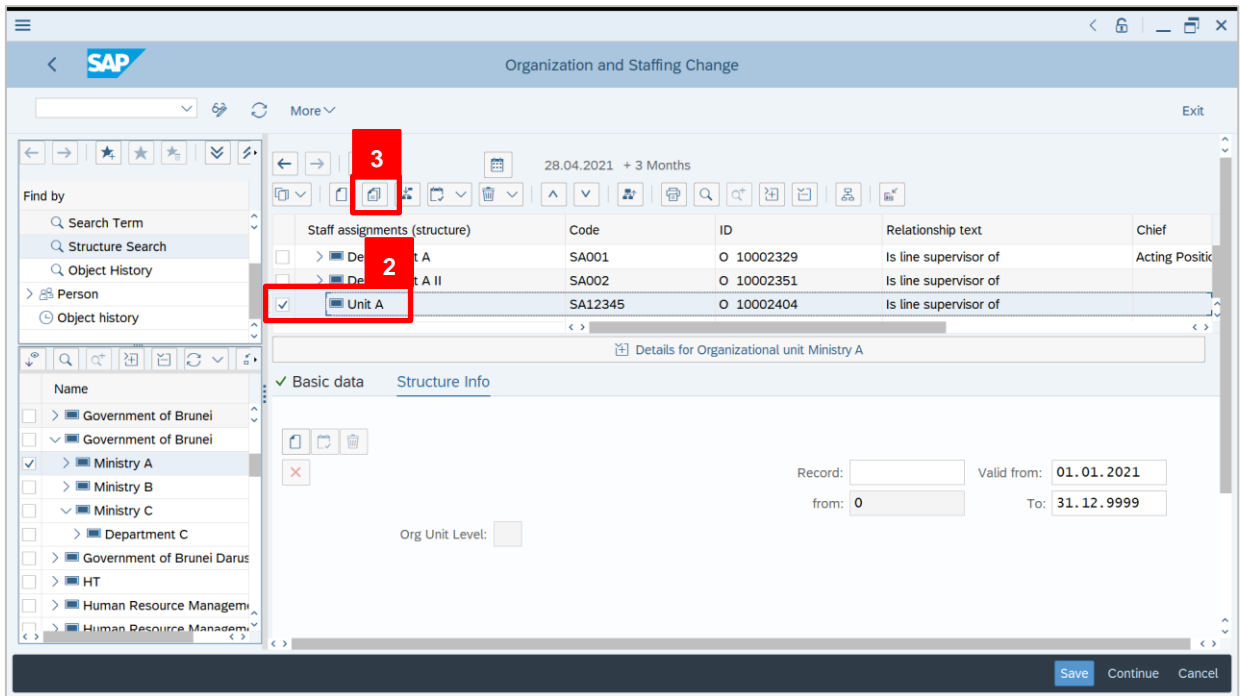 SAP
Organization and Staffing Change
More
Exit
3
28.04.2021 + 3 Months
Find by
Search Term
Structure Search
Object History
Person
Object history
Staff assignments (structure) Code ID Relationship text Chief
2
SA001 O 10002329 Is line supervisor of Acting Positic
SA002 O 10002351 Is line supervisor of
Unit A SA12345 O 10002404 Is line supervisor of
Details for Organizational unit Ministry A
Basic data Structure Info
Name
Government of Brunei
Government of Brunei
Ministry A
Ministry B
Ministry C
Department C
Government of Brunei Darus
HT
Human Resource Manageme
Human Resource Manageme
Record: Valid from: 01.01.2021
from: 0 To: 31.12.9999
Org Unit Level:
Save Continue Cancel